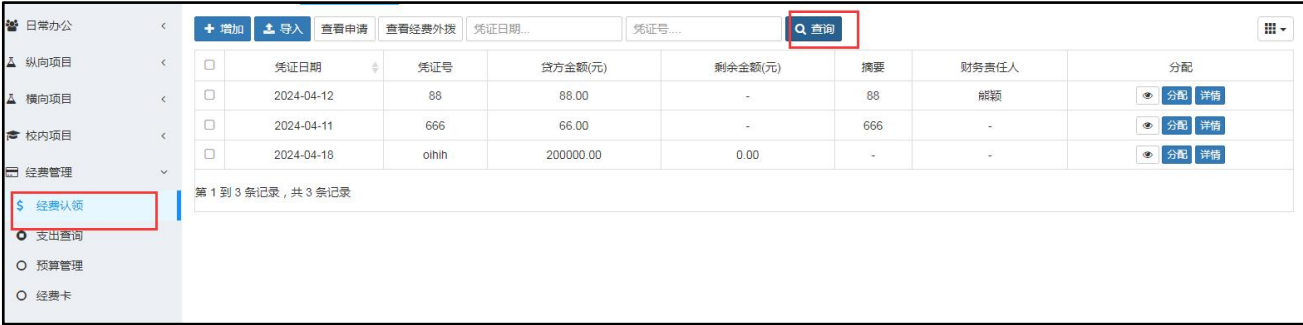 日常办公
纵向项目
横向项目
校内项目
经费管理
经费认领
支出查询
预算管理
经费卡
增加 导入 查看申请 查看经费外拨 凭证日期... 凭证号.... 查询
凭证日期 凭证号 贷方金额(元) 剩余金额(元) 摘要 财务责任人 分配
2024-04-12 88 88.00 - 88 熊颖 分配 详情
2024-04-11 666 66.00 - 666 - 分配 详情
2024-04-18 oihih 200000.00 0.00 - - 分配 详情
第 1 到 3 条记录，共 3 条记录